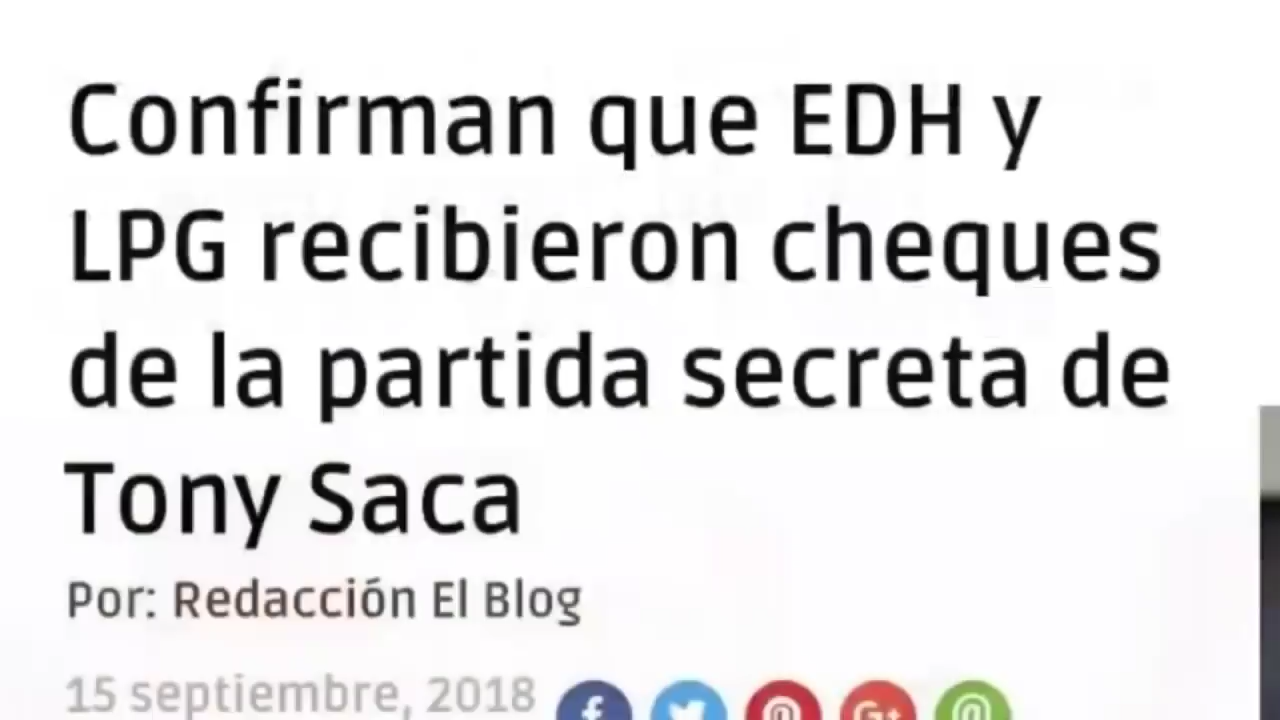 Confirman que EDH y
LPG recibieron cheques
de la partida secreta de
Tony Saca
Por: Redacción El Blog
15 septiembre, 2018